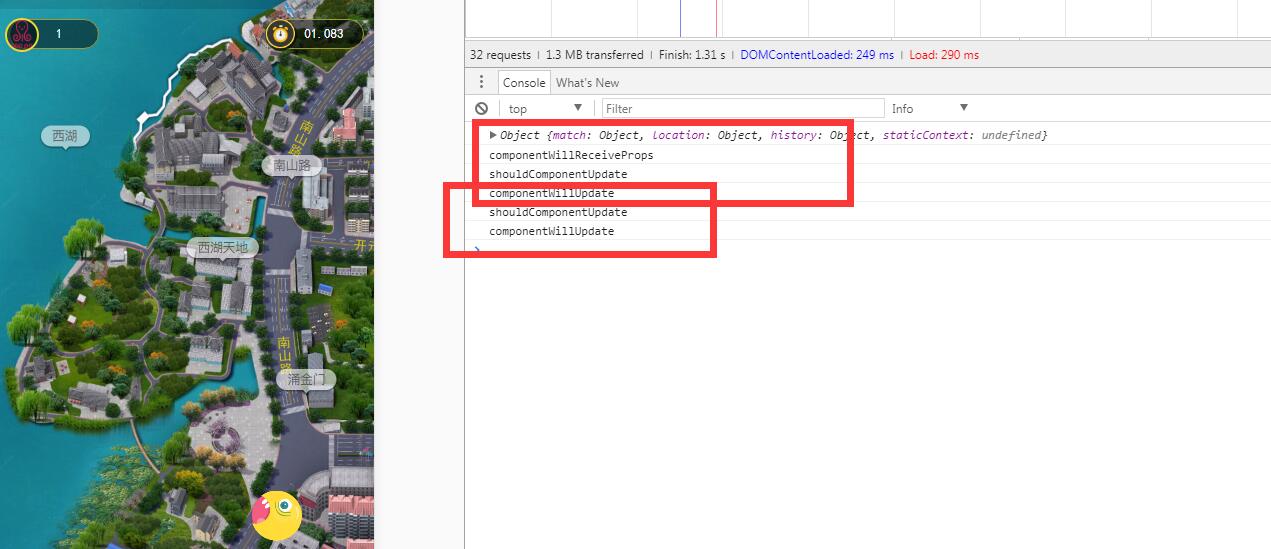 1
01.083
西湖
南山路
南山路
西湖天地
开元
南山路
涌金门
32 requests | 1.3 MB transferred | Finish: 1.31 s | DOMContentLoaded: 249 ms | Load: 290 ms
Console What's New
top Filter Info
Object {match: Object, location: Object, history: Object, staticContext: undefined}
componentWillReceiveProps
shouldComponentUpdate
componentWillUpdate
shouldComponentUpdate
componentWillUpdate